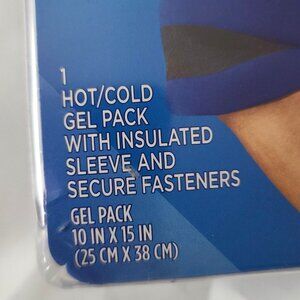 1
HOT/COLD
GEL PACK
WITH INSULATED
SLEEVE AND
SECURE FASTENERS
GEL PACK
10 IN X 15 IN
(25 CM X 38 CM)